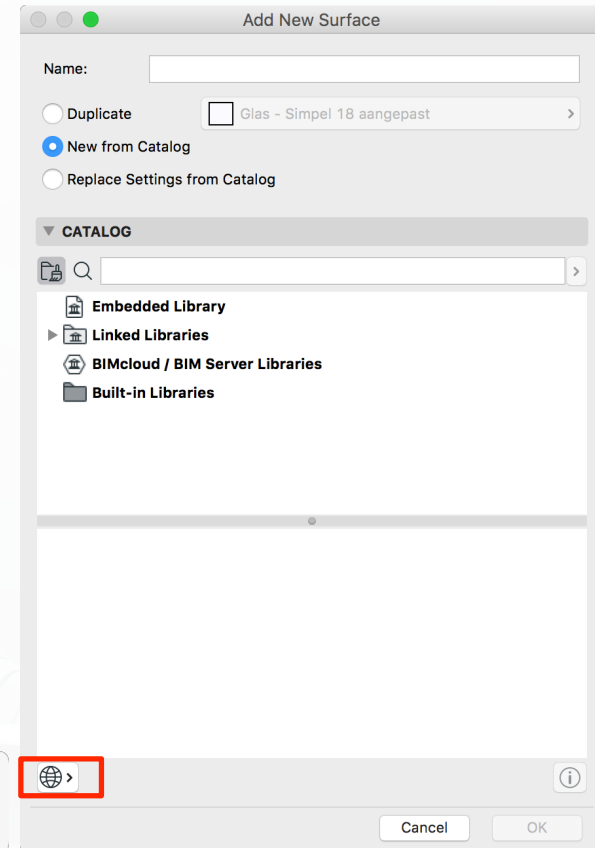 Add New Surface
Name:
Duplicate
Glas - Simpel 18 aangepast
New from Catalog
Replace Settings from Catalog
CATALOG
Embedded Library
Linked Libraries
BIMcloud / BIM Server Libraries
Built-in Libraries
Cancel
OK